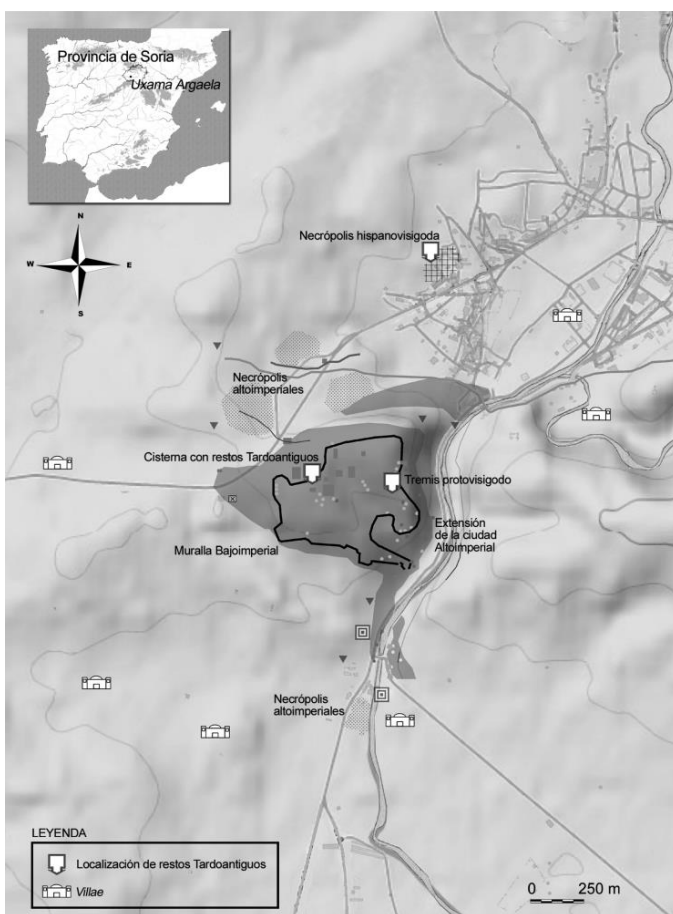 Provincia de Soria
Uxama Argaela
N
W
E
S
Necrópolis hispanovisigoda
Necrópolis
altoimperiales
Cisterna con restos Tardoantiguos
Tremis protovisigodo
Extensión
de la ciudad
Altoimperial
Muralla Bajoimperial
Necrópolis
altoimperiales
LEYENDA
Localización de restos Tardoantiguos
Villae
0 250 m